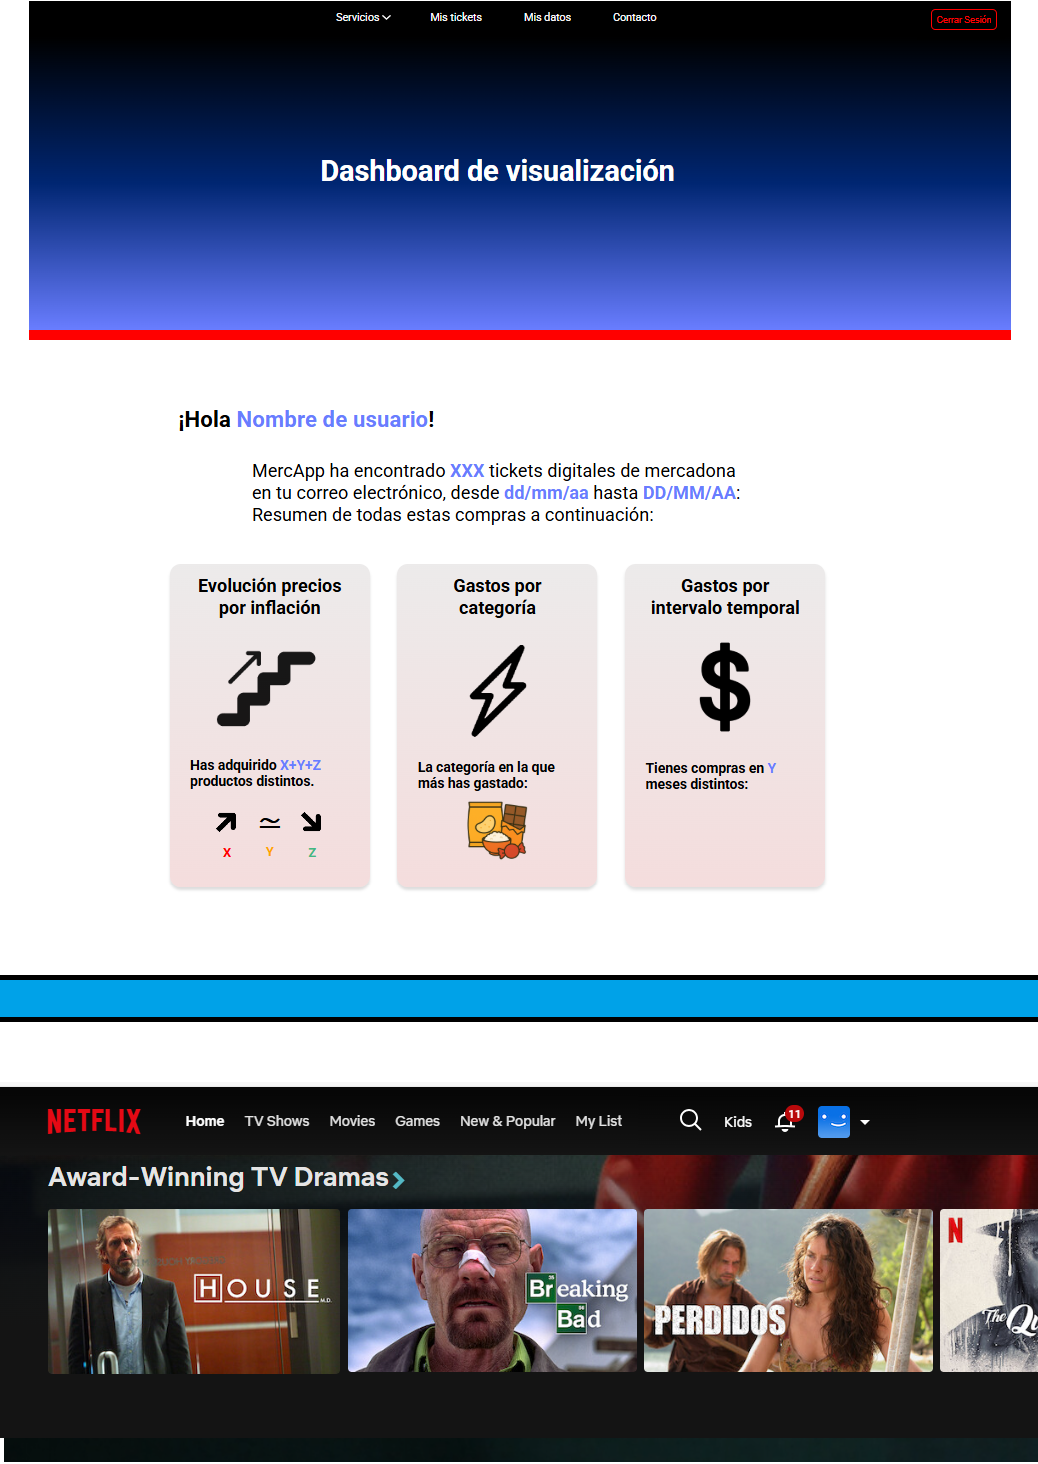 Servicios Mis tickets Mis datos Contacto Cerrar Sesión
Dashboard de visualización
¡Hola Nombre de usuario!
MercApp ha encontrado XXX tickets digitales de mercadona
en tu correo electrónico, desde dd/mm/aa hasta DD/MM/AA:
Resumen de todas estas compras a continuación:
Evolución precios
por inflación
Has adquirido X+Y+Z
productos distintos.
X Y Z
Gastos por
categoría
La categoría en la que
más has gastado:
Gastos por
intervalo temporal
$
Tienes compras en Y
meses distintos:
NETFLIX Home TV Shows Movies Games New & Popular My List Kids 11
Award-Winning TV Dramas
HOUSE M.D.
35
Breaking
56
Bad
PERDIDOS
N
The Qu